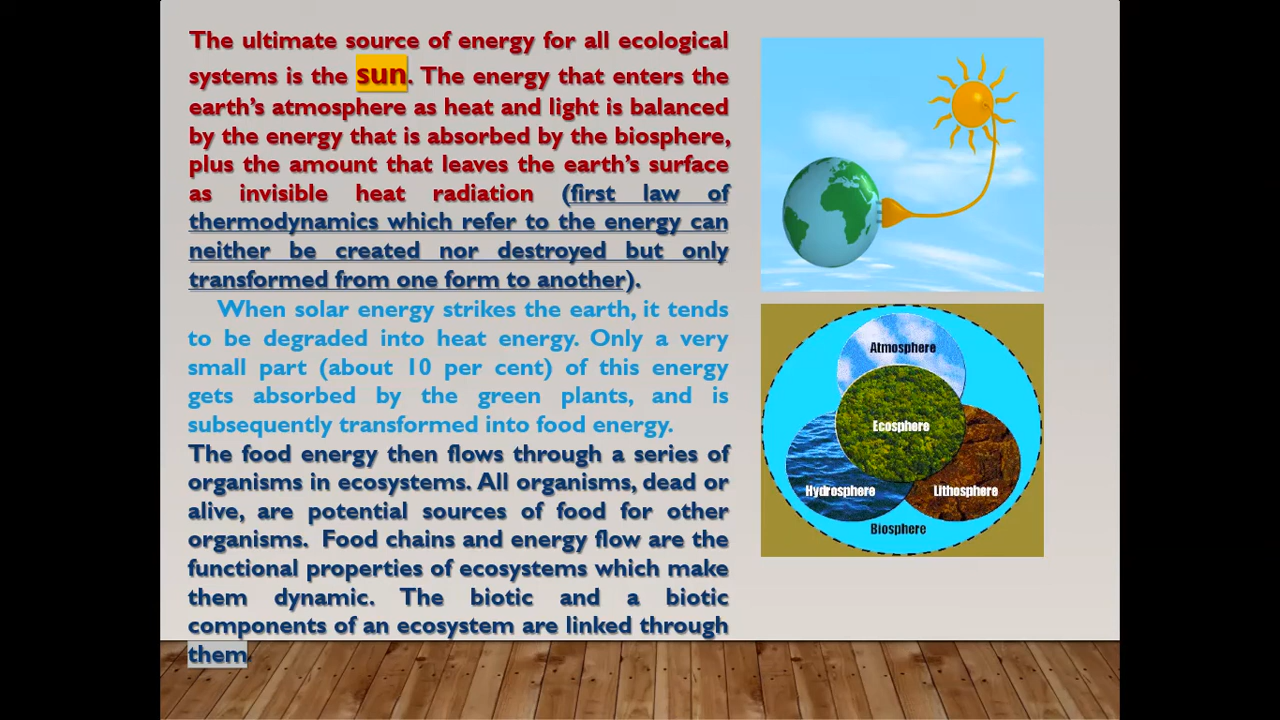 The ultimate source of energy for all ecological
systems is the sun. The energy that enters the
earth's atmosphere as heat and light is balanced
by the energy that is absorbed by the biosphere,
plus the amount that leaves the earth's surface
as invisible heat radiation (first law of
thermodynamics which refer to the energy can
neither be created nor destroyed but only
transformed from one form to another).
When solar energy strikes the earth, it tends
to be degraded into heat energy. Only a very
small part (about 10 per cent) of this energy
gets absorbed by the green plants, and is
subsequently transformed into food energy.
The food energy then flows through a series of
organisms in ecosystems. All organisms, dead or
alive, are potential sources of food for other
organisms. Food chains and energy flow are the
functional properties of ecosystems which make
them dynamic. The biotic and a biotic
components of an ecosystem are linked through
them.
Atmosphere
Ecosphere
Hydrosphere
Lithosphere
Biosphere